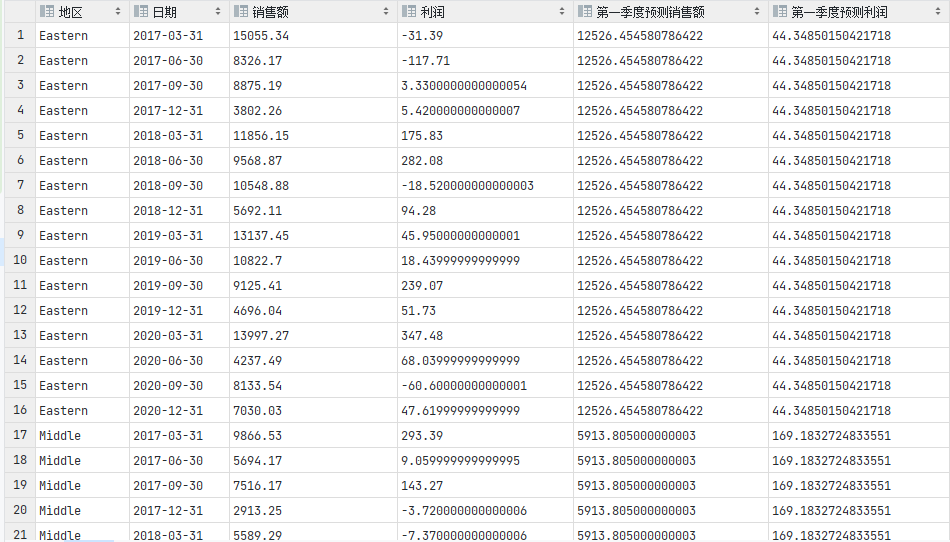 地区 日期 销售额 利润 第一季度预测销售额 第一季度预测利润
1 Eastern 2017-03-31 15055.34 -31.39 12526.454580786422 44.34850150421718
2 Eastern 2017-06-30 8326.17 -117.71 12526.454580786422 44.34850150421718
3 Eastern 2017-09-30 8875.19 3.3300000000000054 12526.454580786422 44.34850150421718
4 Eastern 2017-12-31 3802.26 5.420000000000007 12526.454580786422 44.34850150421718
5 Eastern 2018-03-31 11856.15 175.83 12526.454580786422 44.34850150421718
6 Eastern 2018-06-30 9568.87 282.08 12526.454580786422 44.34850150421718
7 Eastern 2018-09-30 10548.88 -18.520000000000003 12526.454580786422 44.34850150421718
8 Eastern 2018-12-31 5692.11 94.28 12526.454580786422 44.34850150421718
9 Eastern 2019-03-31 13137.45 45.95000000000001 12526.454580786422 44.34850150421718
10 Eastern 2019-06-30 10822.7 18.43999999999999 12526.454580786422 44.34850150421718
11 Eastern 2019-09-30 9125.41 239.07 12526.454580786422 44.34850150421718
12 Eastern 2019-12-31 4696.04 51.73 12526.454580786422 44.34850150421718
13 Eastern 2020-03-31 13997.27 347.48 12526.454580786422 44.34850150421718
14 Eastern 2020-06-30 4237.49 68.03999999999999 12526.454580786422 44.34850150421718
15 Eastern 2020-09-30 8133.54 -60.60000000000001 12526.454580786422 44.34850150421718
16 Eastern 2020-12-31 7030.03 47.61999999999999 12526.454580786422 44.34850150421718
17 Middle 2017-03-31 9866.53 293.39 5913.805000000003 169.1832724833551
18 Middle 2017-06-30 5694.17 9.059999999999995 5913.805000000003 169.1832724833551
19 Middle 2017-09-30 7516.17 143.27 5913.805000000003 169.1832724833551
20 Middle 2017-12-31 2913.25 -3.720000000000006 5913.805000000003 169.1832724833551
21 Middle 2018-03-31 5589.29 -7.370000000000006 5913.805000000003 169.1832724833551